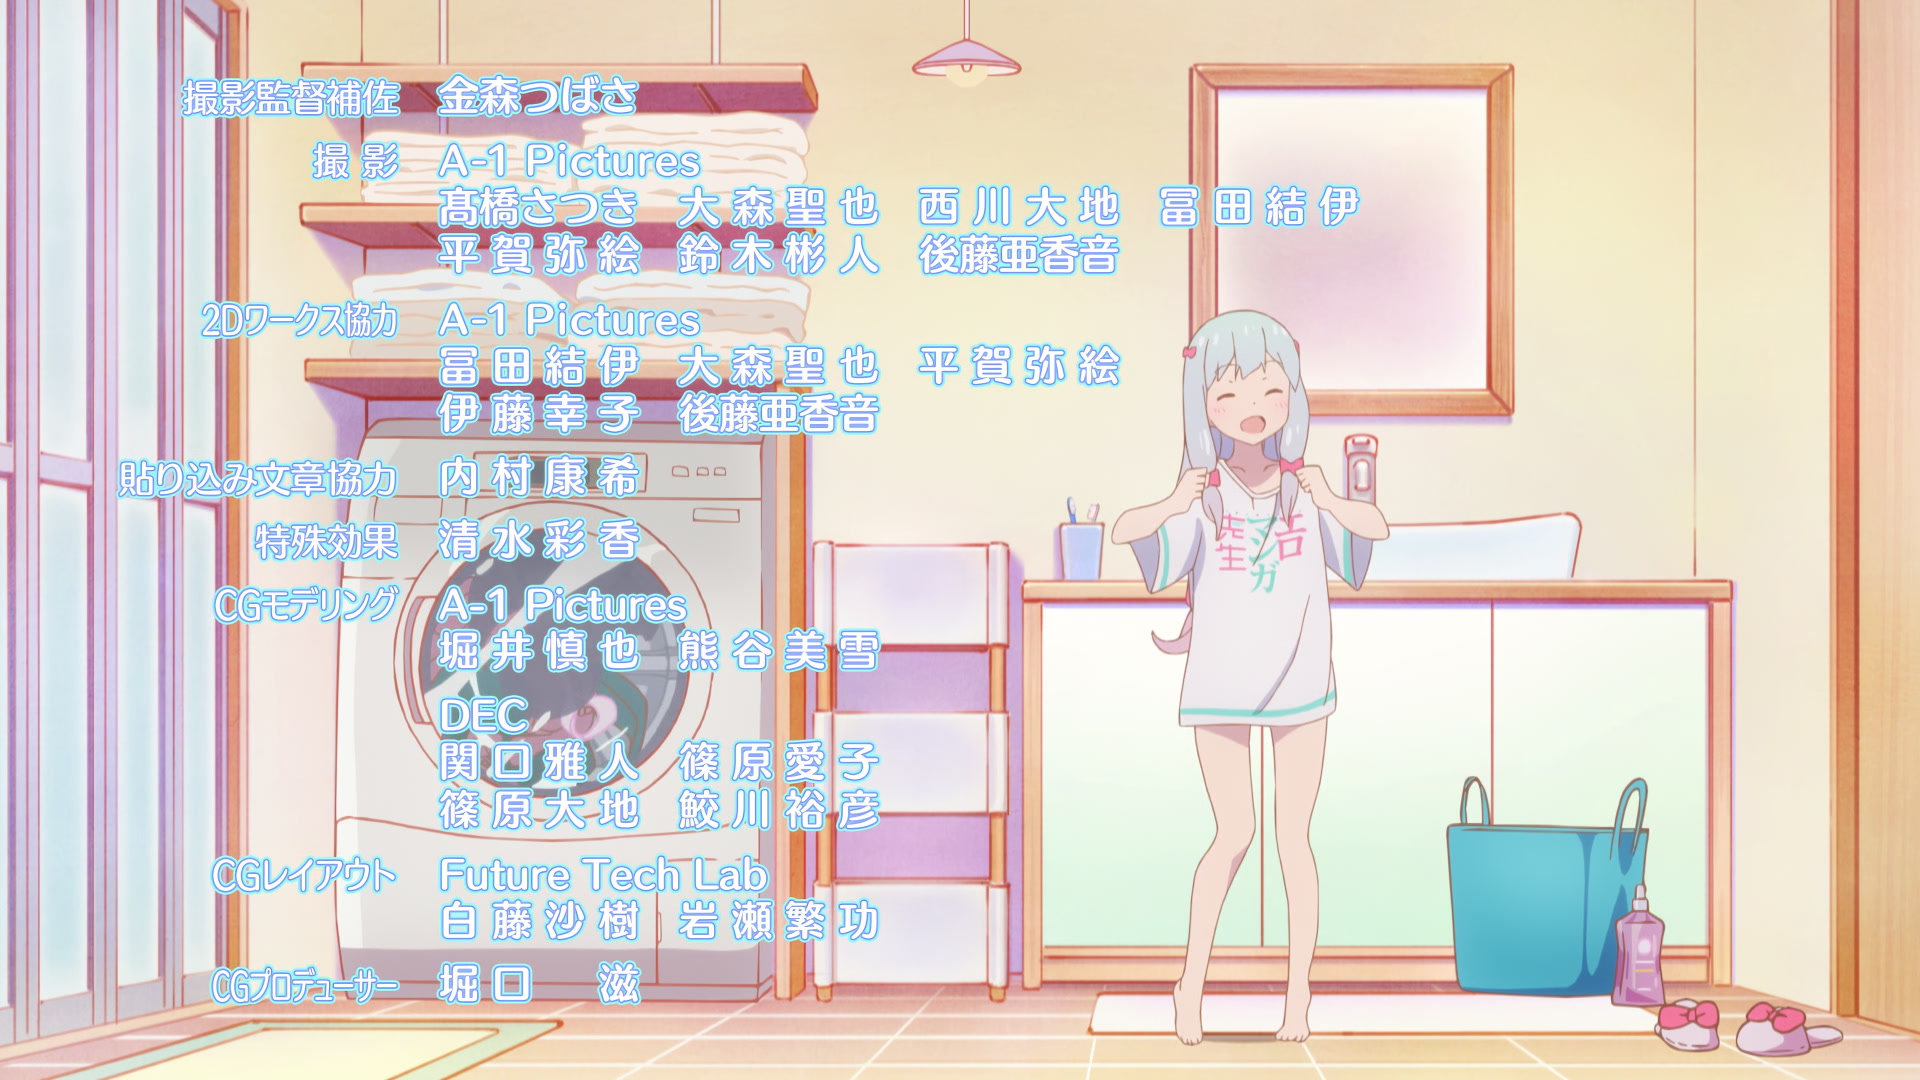 撮影監督補佐 金森つばさ
撮影 A-1 Pictures
髙橋さつき 大森聖也 西川大地 冨田結伊
平賀弥絵 鈴木彬人 後藤亜香音
2Dワークス協力 A-1 Pictures
冨田結伊 大森聖也 平賀弥絵
伊藤幸子 後藤亜香音
貼り込み文章協力 内村康希
特殊効果 清水彩香
CGモデリング A-1 Pictures
堀井慎也 熊谷美雪
DEC
関口雅人 篠原愛子
篠原大地 鮫川裕彦
CGレイアウト Future Tech Lab
白藤沙樹 岩瀬繁功
CGプロデューサー 堀口 滋
エロ
マンガ
先生